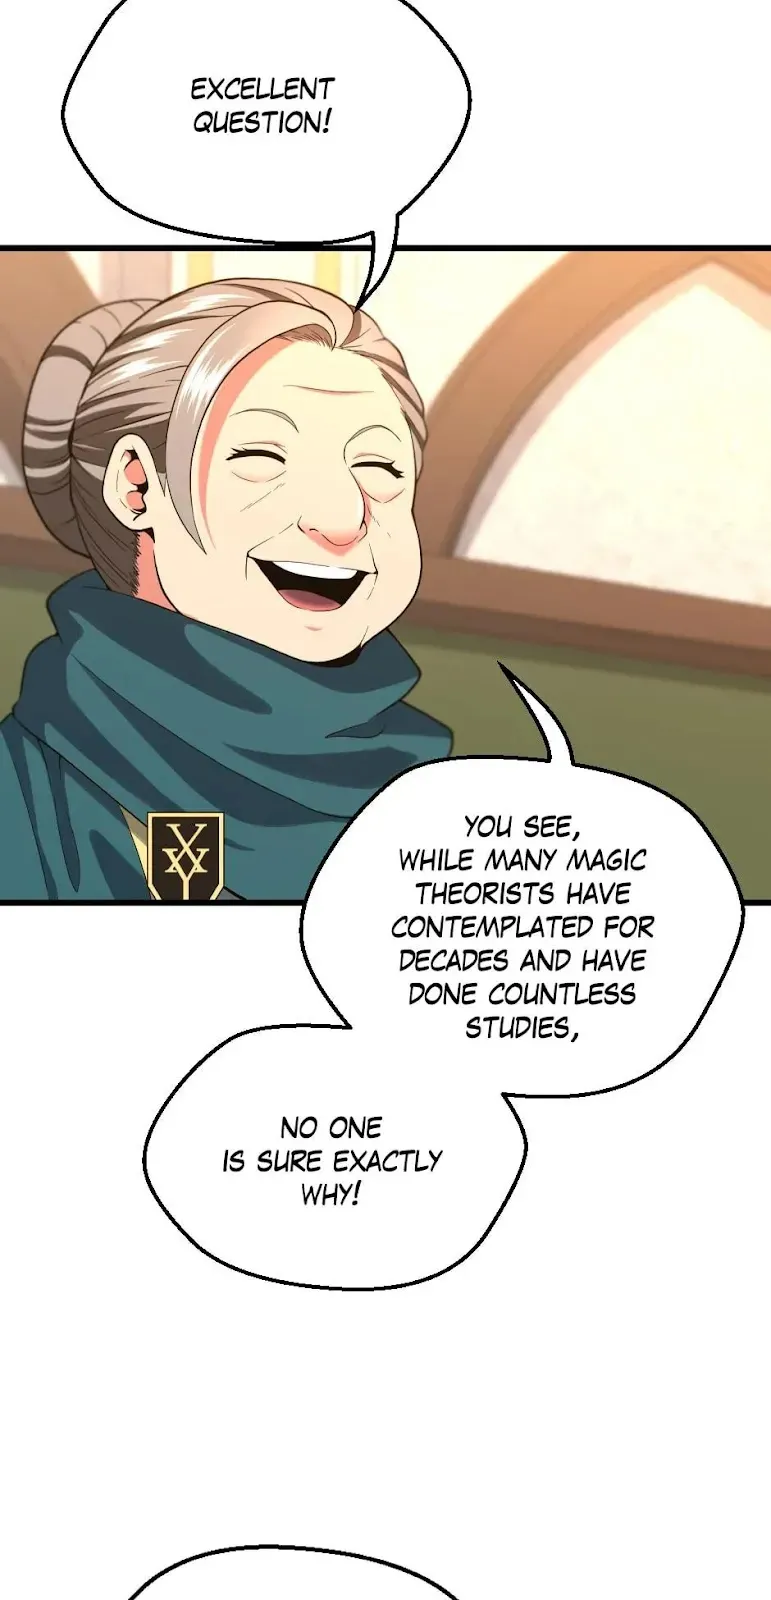 EXCELLENT
QUESTION!
YOU SEE,
WHILE MANY MAGIC
THEORISTS HAVE
CONTEMPLATED FOR
DECADES AND HAVE
DONE COUNTLESS
STUDIES,
NO ONE
IS SURE EXACTLY
WHY!